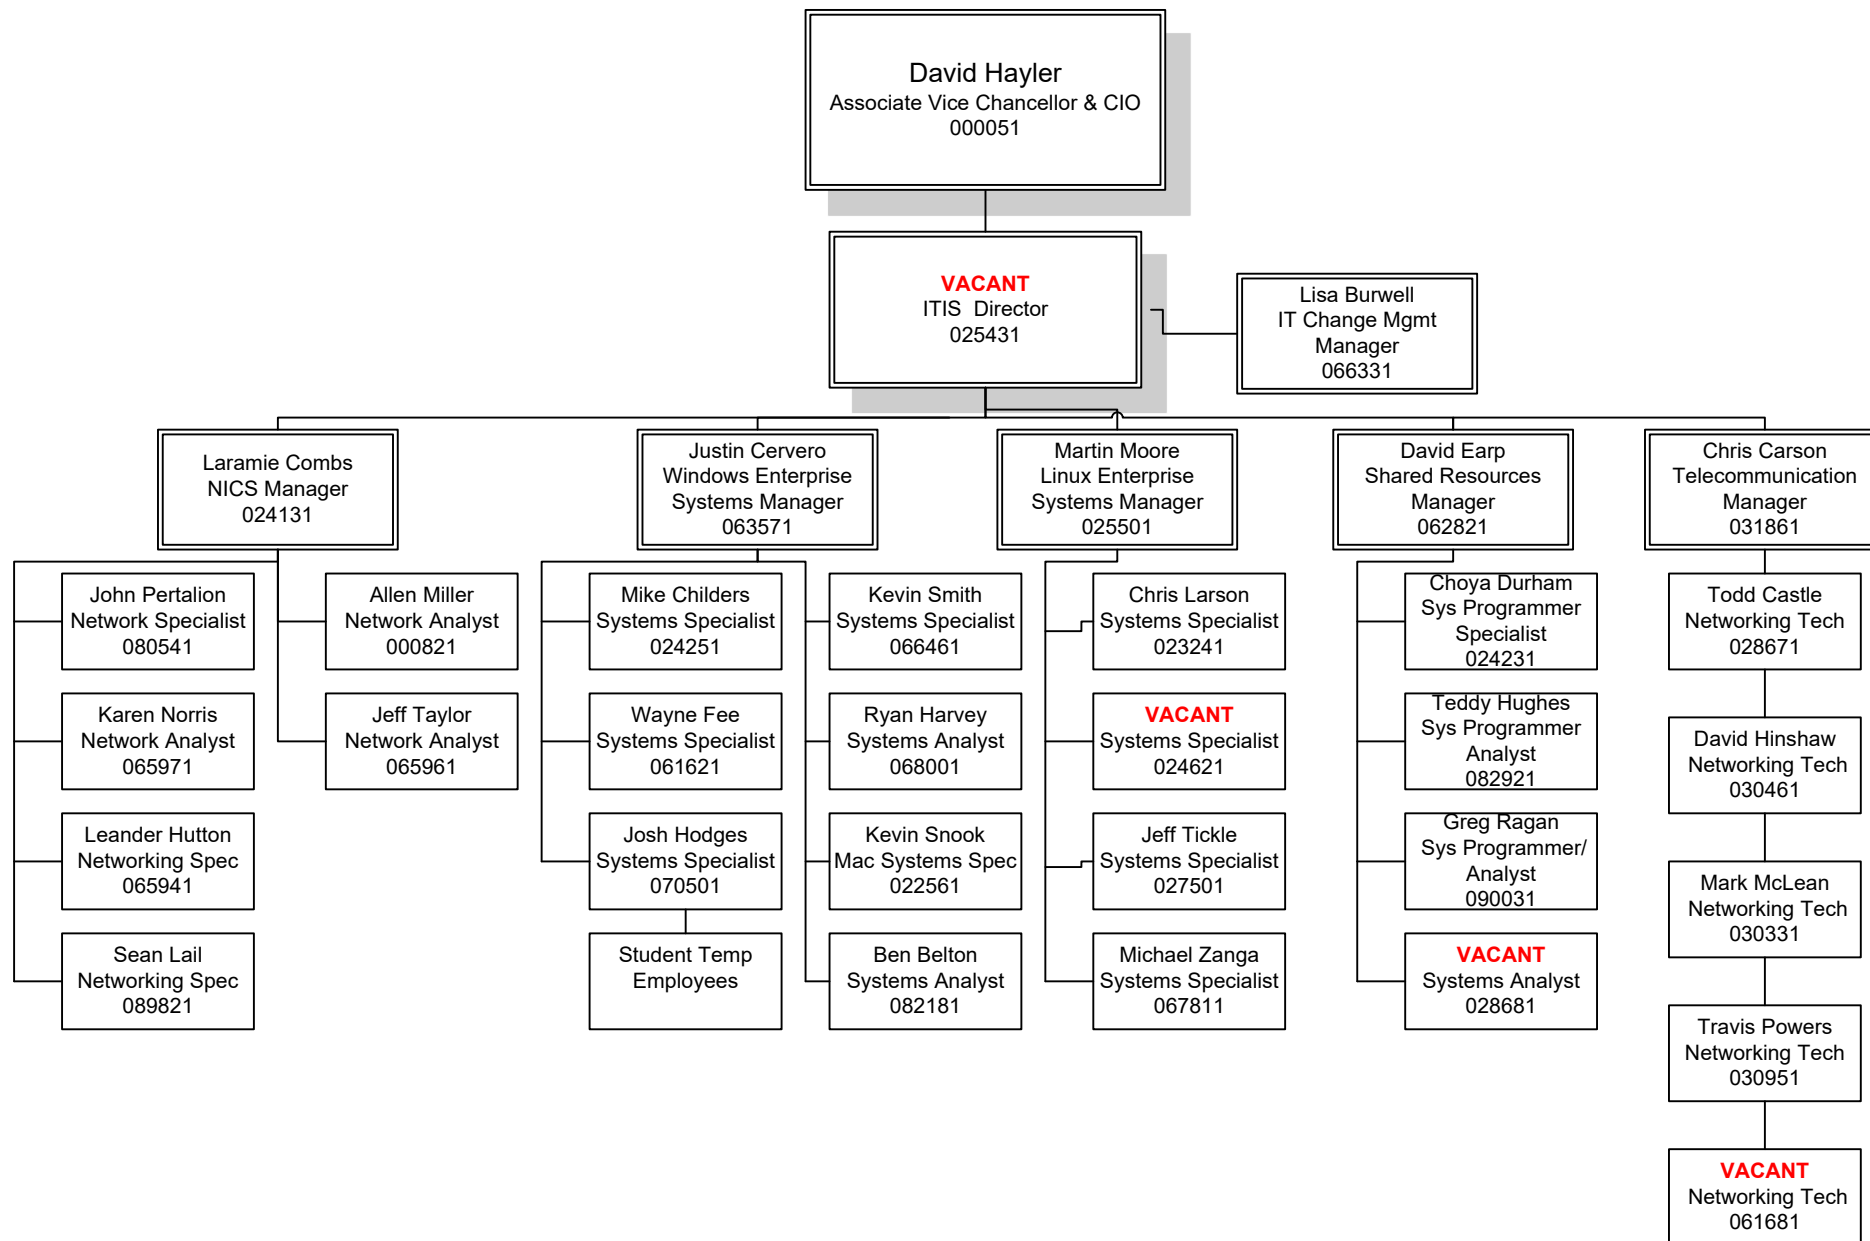 David Hayler
Associate Vice Chancellor & CIO
000051
VACANT
ITIS Director
025431
Lisa Burwell
IT Change Mgmt
Manager
066331
Laramie Combs
NICS Manager
024131
Justin Cervero
Windows Enterprise
Systems Manager
063571
Martin Moore
Linux Enterprise
Systems Manager
025501
David Earp
Shared Resources
Manager
062821
Chris Carson
Telecommunication
Manager
031861
John Pertalion
Network Specialist
080541
Allen Miller
Network Analyst
000821
Mike Childers
Systems Specialist
024251
Kevin Smith
Systems Specialist
066461
Chris Larson
Systems Specialist
023241
Choya Durham
Sys Programmer
Specialist
024231
Todd Castle
Networking Tech
028671
Karen Norris
Network Analyst
065971
Jeff Taylor
Network Analyst
065961
Wayne Fee
Systems Specialist
061621
Ryan Harvey
Systems Analyst
068001
VACANT
Systems Specialist
024621
Teddy Hughes
Sys Programmer
Analyst
082921
David Hinshaw
Networking Tech
030461
Leander Hutton
Networking Spec
065941
Josh Hodges
Systems Specialist
070501
Kevin Snook
Mac Systems Spec
022561
Jeff Tickle
Systems Specialist
027501
Greg Ragan
Sys Programmer/
Analyst
090031
Mark McLean
Networking Tech
030331
Sean Lail
Networking Spec
089821
Student Temp
Employees
Ben Belton
Systems Analyst
082181
Michael Zanga
Systems Specialist
067811
VACANT
Systems Analyst
028681
Travis Powers
Networking Tech
030951
VACANT
Networking Tech
061681